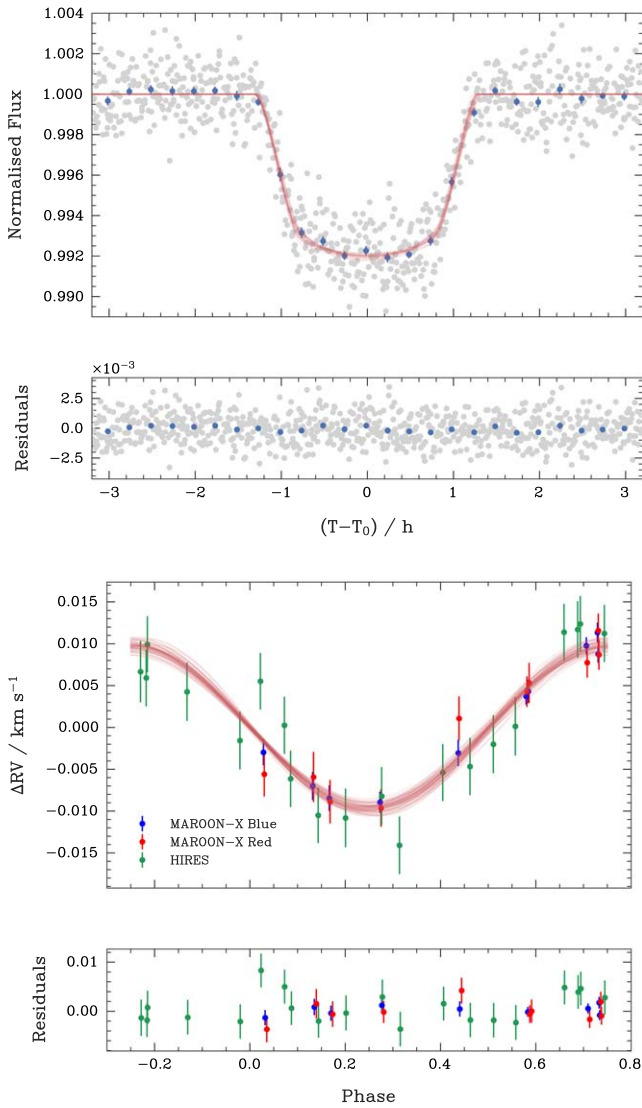 1.004
1.002
1.000
0.998
0.996
0.994
0.992
0.990
Normalised Flux
×10⁻³
2.5
0.0
−2.5
Residuals
−3 −2 −1 0 1 2 3
(T−T₀) / h
0.015
0.010
0.005
0.000
−0.005
−0.010
−0.015
ΔRV / km s⁻¹
MAROON−X Blue
MAROON−X Red
HIRES
0.01
0.00
Residuals
−0.2 0.0 0.2 0.4 0.6 0.8
Phase